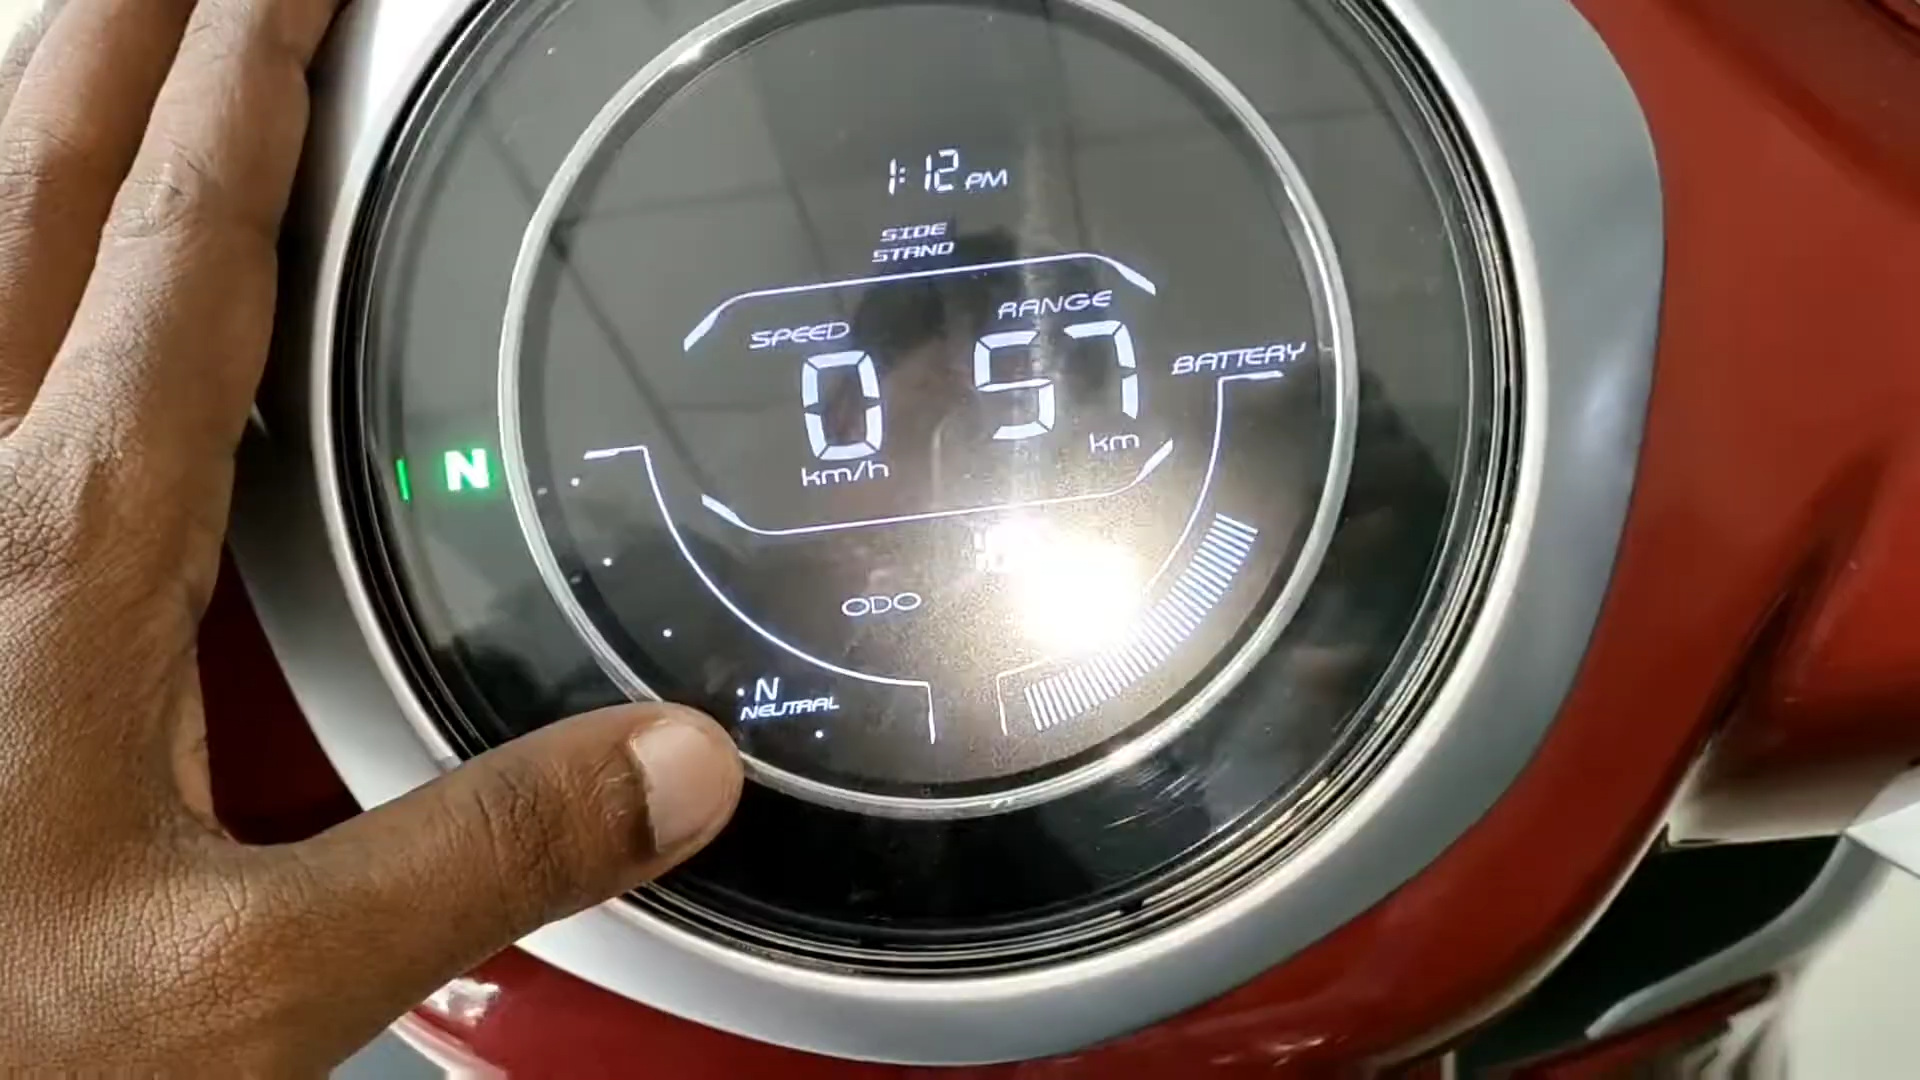 1:12 PM
SIDE
STAND
SPEED
RANGE
0
57
BATTERY
km/h
km
N
ODO
N
NEUTRAL